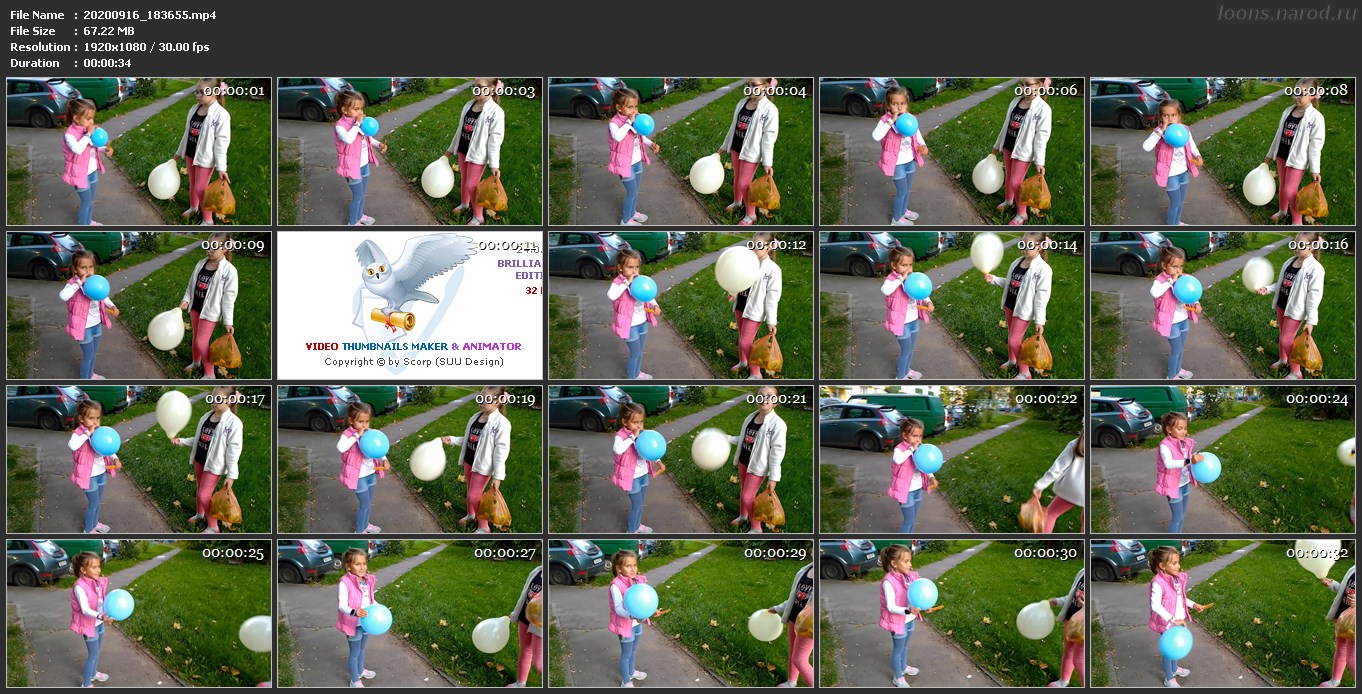 File Name : 20200916_183655.mp4
loons.narod.ru
File Size : 67.22 MB
Resolution : 1920x1080 / 30.00 fps
Duration : 00:00:34
00:00:01
00:00:03
00:00:04
00:00:06
00:00:08
00:00:09
00:00:11
BRILLIA
EDIT
32
VIDEO THUMBNAILS MAKER & ANIMATOR
Copyright © by Scorp (SUU Design)
00:00:12
00:00:14
00:00:16
00:00:17
00:00:19
00:00:21
00:00:22
00:00:24
00:00:25
00:00:27
00:00:29
00:00:30
00:00:32